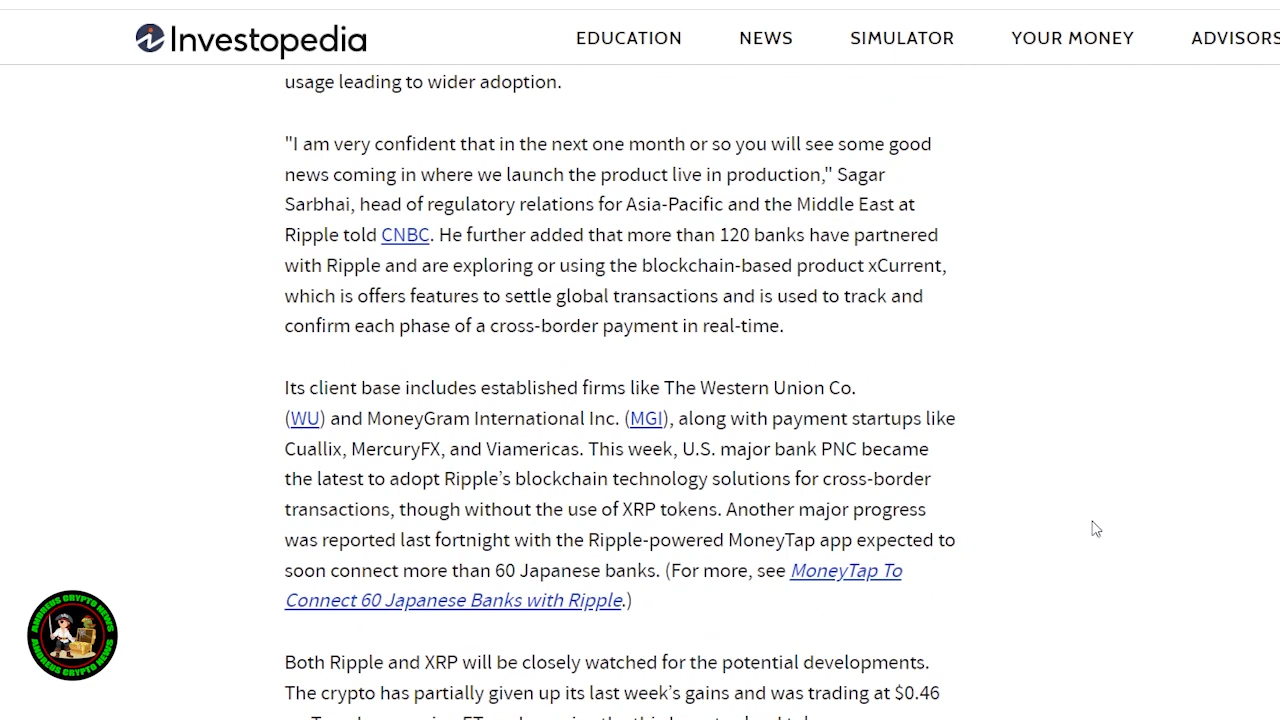 Investopedia
EDUCATION NEWS SIMULATOR YOUR MONEY ADVISORS
usage leading to wider adoption.
"I am very confident that in the next one month or so you will see some good
news coming in where we launch the product live in production," Sagar
Sarbhai, head of regulatory relations for Asia-Pacific and the Middle East at
Ripple told CNBC. He further added that more than 120 banks have partnered
with Ripple and are exploring or using the blockchain-based product xCurrent,
which is offers features to settle global transactions and is used to track and
confirm each phase of a cross-border payment in real-time.
Its client base includes established firms like The Western Union Co.
(WU) and MoneyGram International Inc. (MGI), along with payment startups like
Cuallix, MercuryFX, and Viamericas. This week, U.S. major bank PNC became
the latest to adopt Ripple’s blockchain technology solutions for cross-border
transactions, though without the use of XRP tokens. Another major progress
was reported last fortnight with the Ripple-powered MoneyTap app expected to
soon connect more than 60 Japanese banks. (For more, see MoneyTap To
Connect 60 Japanese Banks with Ripple.)
ANDREUS CRYPTO NEWS
ANDREUS CRYPTO NEWS
Both Ripple and XRP will be closely watched for the potential developments.
The crypto has partially given up its last week’s gains and was trading at $0.46